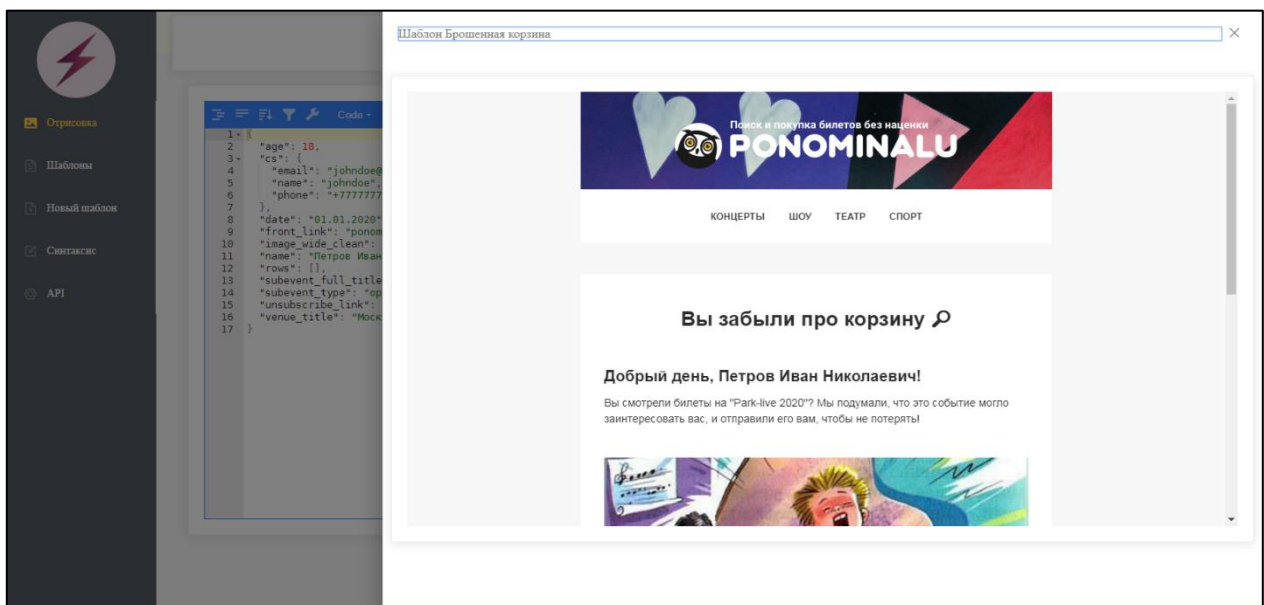 Шаблон Брошенная корзина
Отрисовка
Шаблоны
Новый шаблон
Синтаксис
API
Code
1 {
2 "age": 18,
3 "cs": {
4 "email": "johndoe@
5 "name": "johndoe",
6 "phone": "+7777777
7 },
8 "date": "01.01.2020"
9 "front_link": "ponom
10 "image_wide_clean":
11 "name": "Петров Иван
12 "rows": [],
13 "subevent_full_title
14 "subevent_type": "op
15 "unsubscribe_link":
16 "venue_title": "Моск
17 }
Поиск и покупка билетов без наценки
PONOMINALU
КОНЦЕРТЫ ШОУ ТЕАТР СПОРТ
Вы забыли про корзину
Добрый день, Петров Иван Николаевич!
Вы смотрели билеты на "Park-live 2020"? Мы подумали, что это событие могло
заинтересовать вас, и отправили его вам, чтобы не потерять!